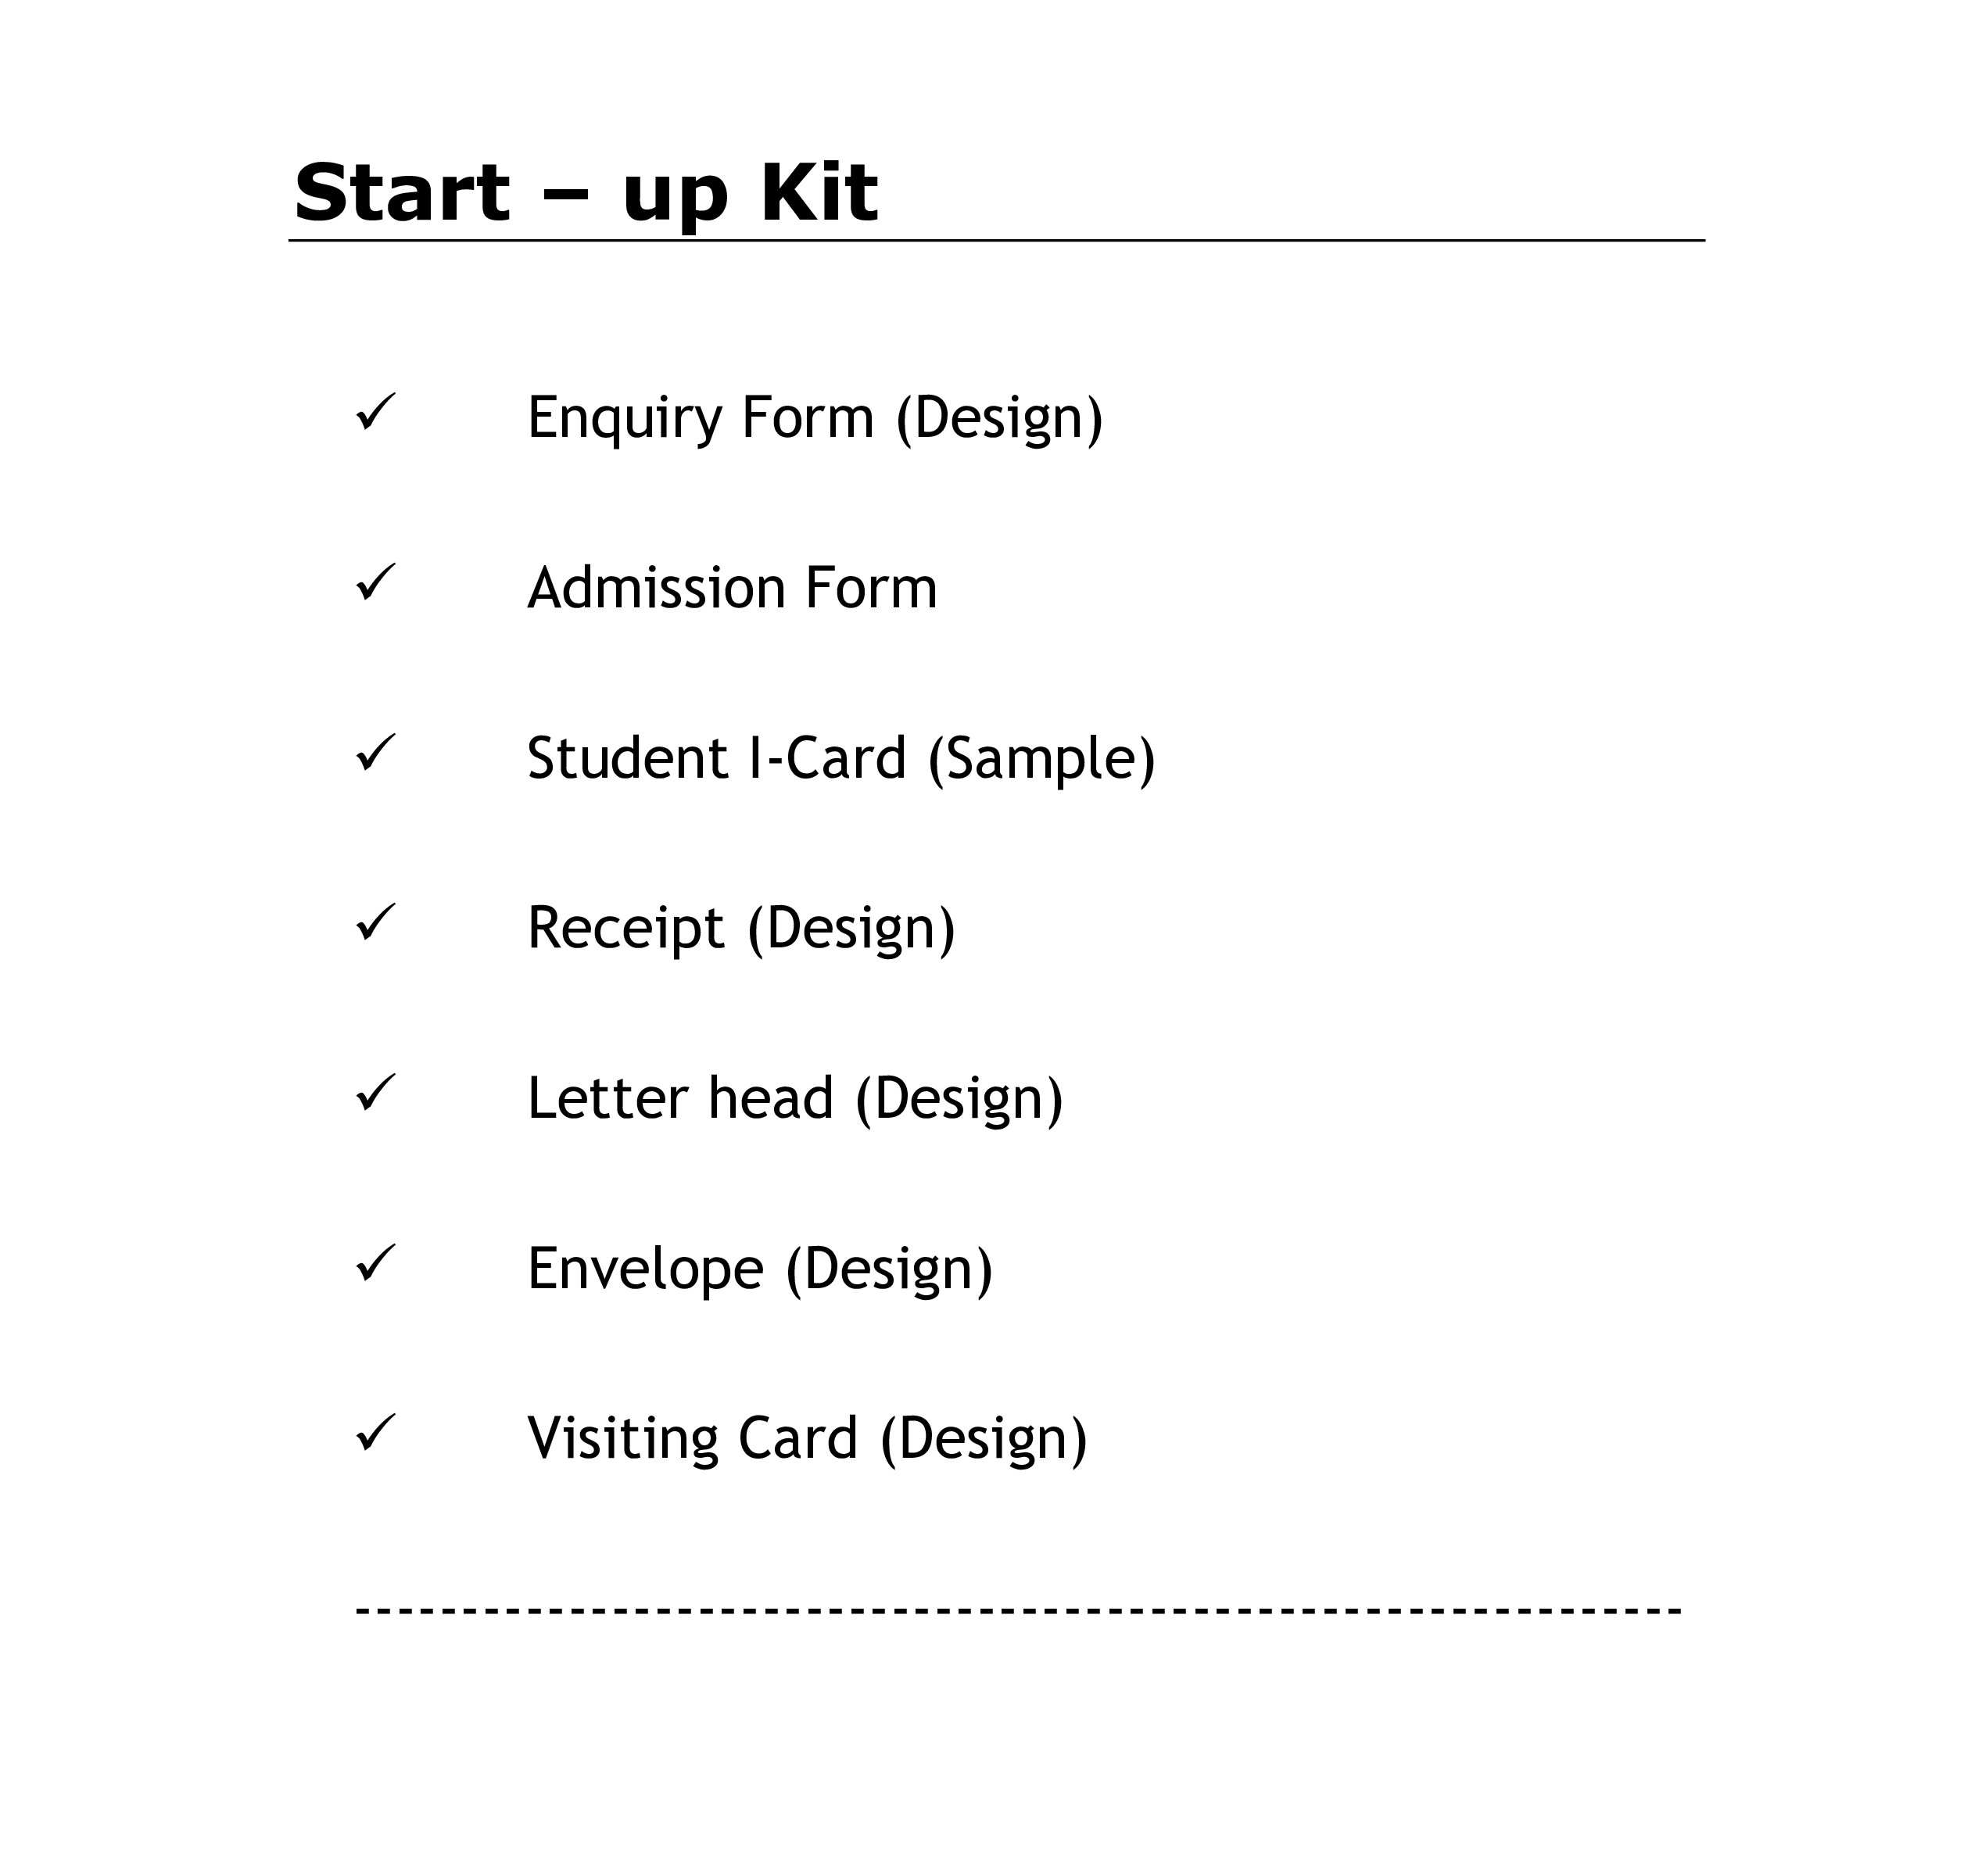 Start – up Kit
✓ Enquiry Form (Design)
✓ Admission Form
✓ Student I-Card (Sample)
✓ Receipt (Design)
✓ Letter head (Design)
✓ Envelope (Design)
✓ Visiting Card (Design)